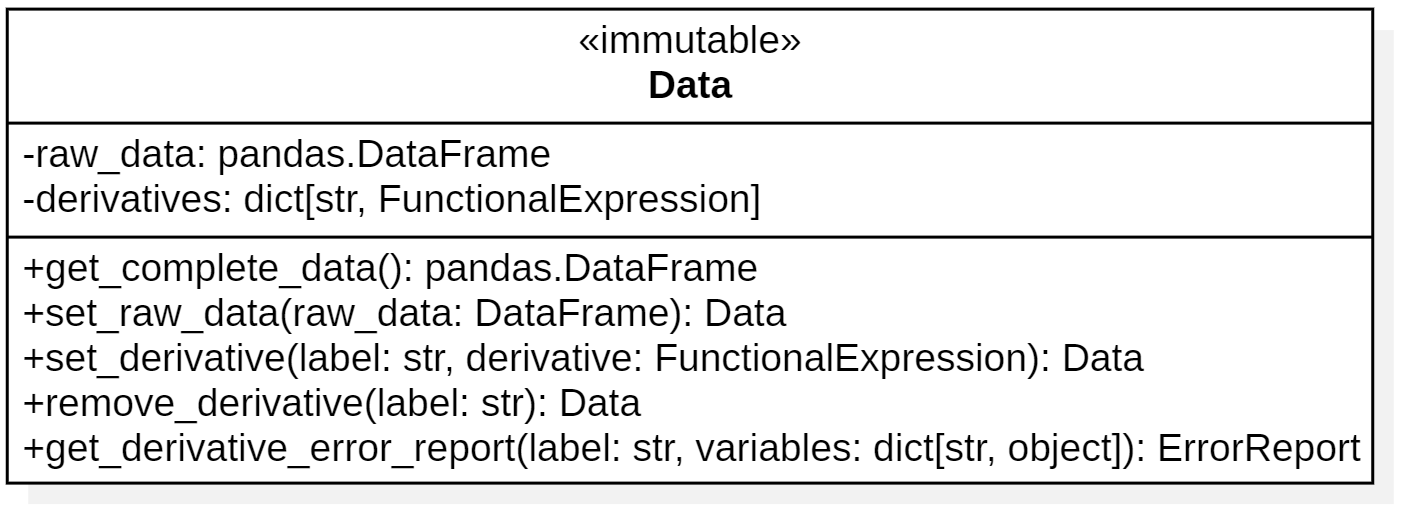 «immutable»
Data
-raw_data: pandas.DataFrame
-derivatives: dict[str, FunctionalExpression]
+get_complete_data(): pandas.DataFrame
+set_raw_data(raw_data: DataFrame): Data
+set_derivative(label: str, derivative: FunctionalExpression): Data
+remove_derivative(label: str): Data
+get_derivative_error_report(label: str, variables: dict[str, object]): ErrorReport